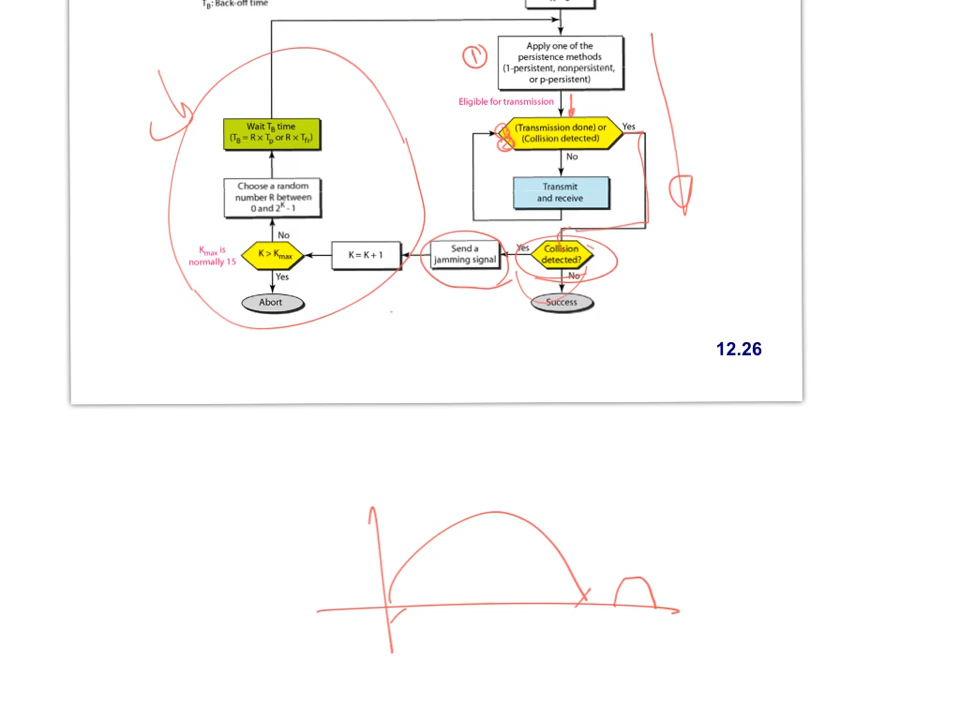 T_B: Back-off time
Apply one of the
persistence methods
(1-persistent, nonpersistent,
or p-persistent)
1
Eligible for transmission
(Transmission done) or
(Collision detected)
Yes
No
Transmit
and receive
Wait T_B time
(T_B = R x T_p or R x T_fr)
Choose a random
number R between
0 and 2^K - 1
No
K_max is
normally 15
K > K_max
K = K + 1
Send a
jamming signal
Yes
Collision
detected?
Yes
No
Abort
Success
12.26